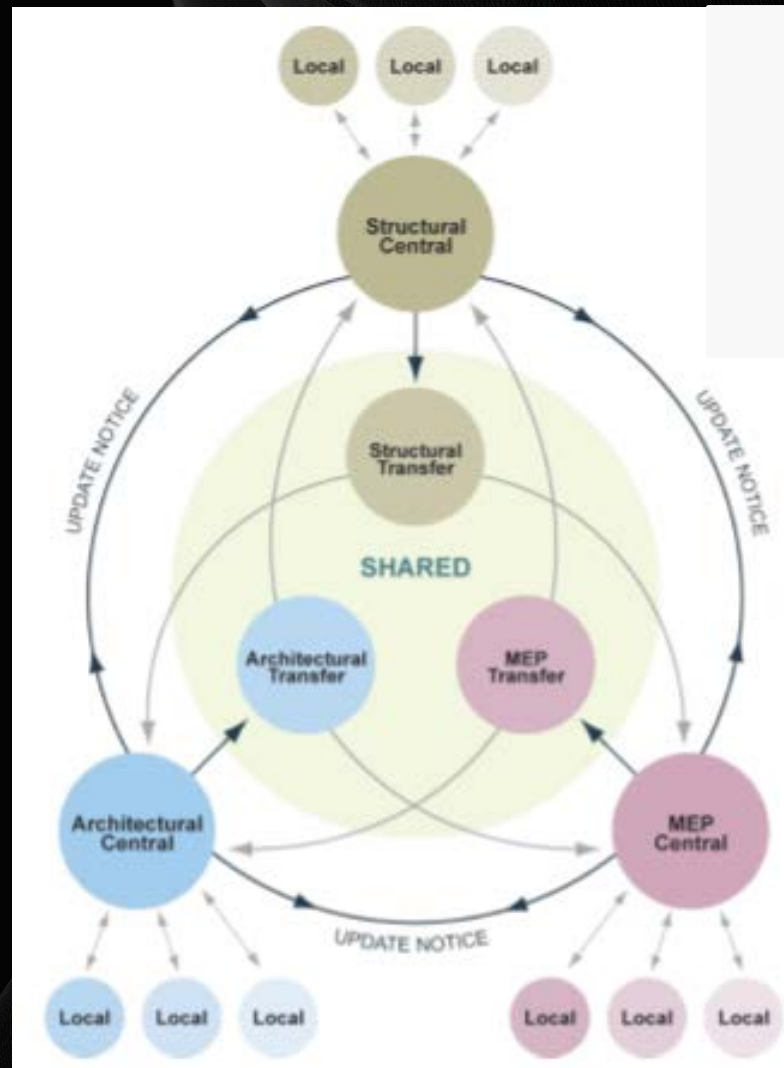 Local
Local
Local
Structural
Central
UPDATE NOTICE
UPDATE NOTICE
Structural
Transfer
SHARED
Architectural
Transfer
MEP
Transfer
Architectural
Central
MEP
Central
UPDATE NOTICE
Local
Local
Local
Local
Local
Local